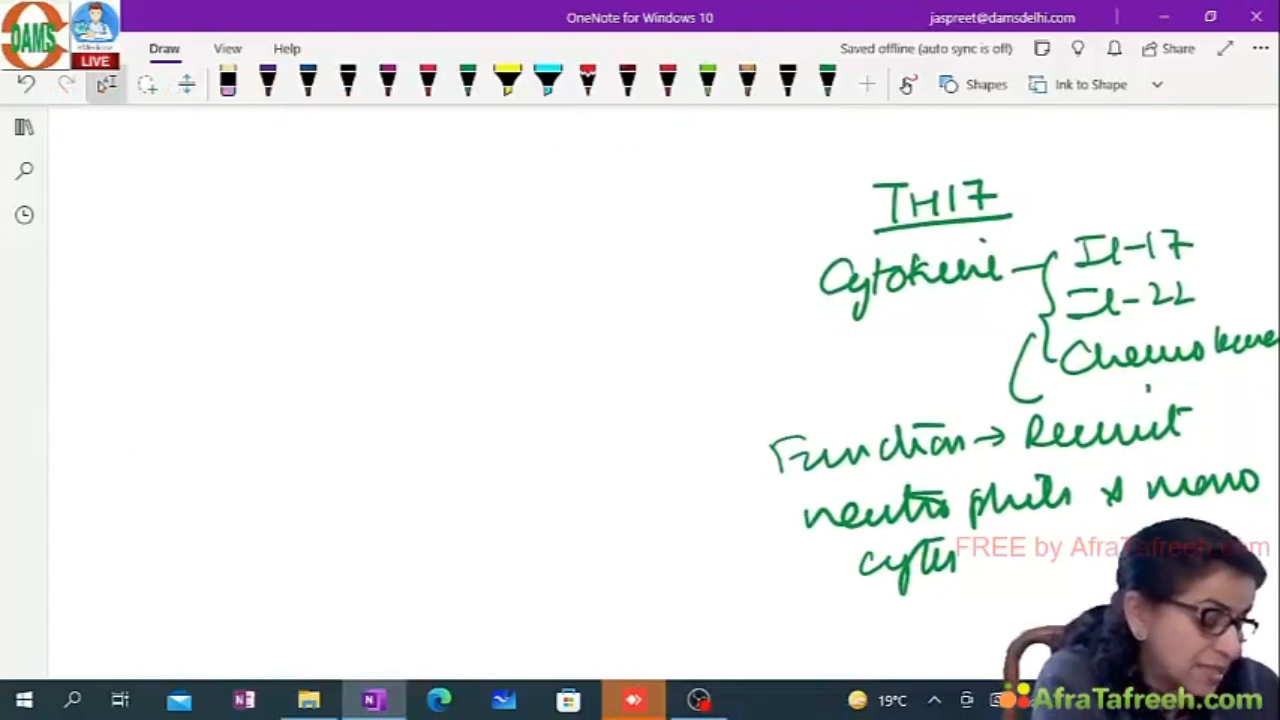 OneNote for Windows 10
jaspreet@damsdelhi.com
DAMS
LIVE
Draw View Help
Saved offline (auto sync is off)
Share
Shapes
Ink to Shape
TH17
Cytokine
IL-17
IL-22
Chemokine
Function → Recruit
neutrophils & mono
cytes
FREE by AfraTafreeh.com
19°C
AfraTafreeh.com